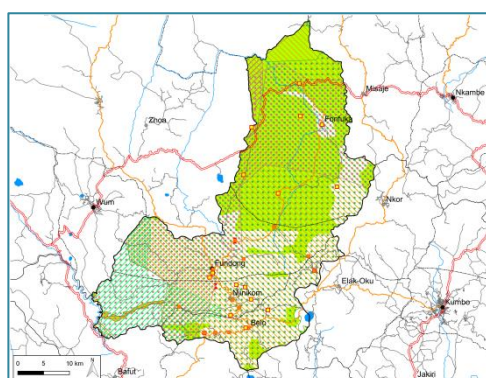 Misaje
Nkambe
Fonfuka
Zhoa
Nkor
Wum
Fundong
Njinikom
Elak-Oku
Kumbo
Belo
0 5 10 km
Bafut
Jakiri